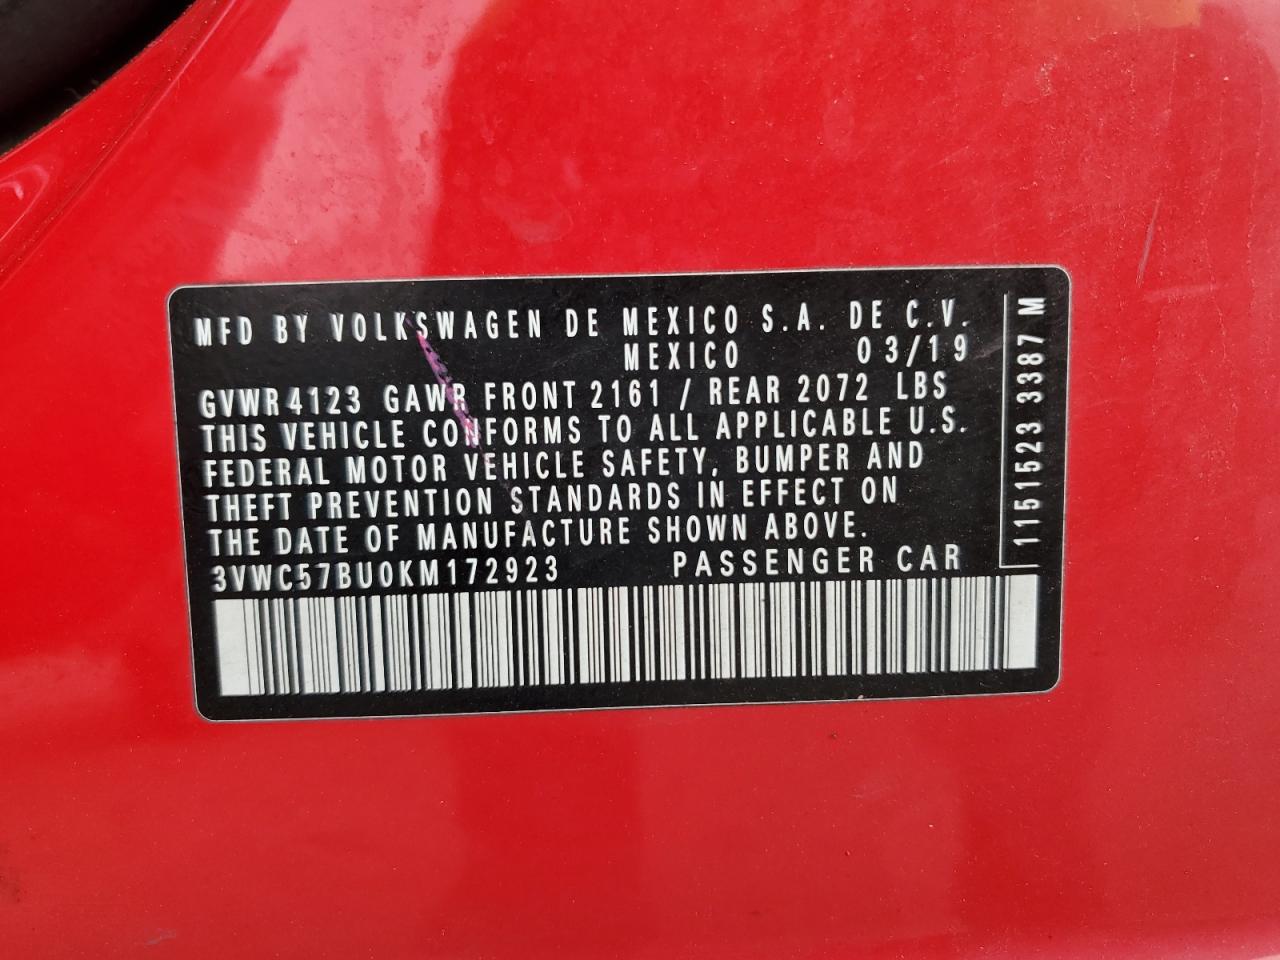 MFD BY VOLKSWAGEN DE MEXICO S.A. DE C.V.
MEXICO 03/19
GVWR 4123 GAWR FRONT 2161 / REAR 2072 LBS
THIS VEHICLE CONFORMS TO ALL APPLICABLE U.S.
FEDERAL MOTOR VEHICLE SAFETY, BUMPER AND
THEFT PREVENTION STANDARDS IN EFFECT ON
THE DATE OF MANUFACTURE SHOWN ABOVE.
3VWC57BU0KM172923 PASSENGER CAR
1151523 3387 M